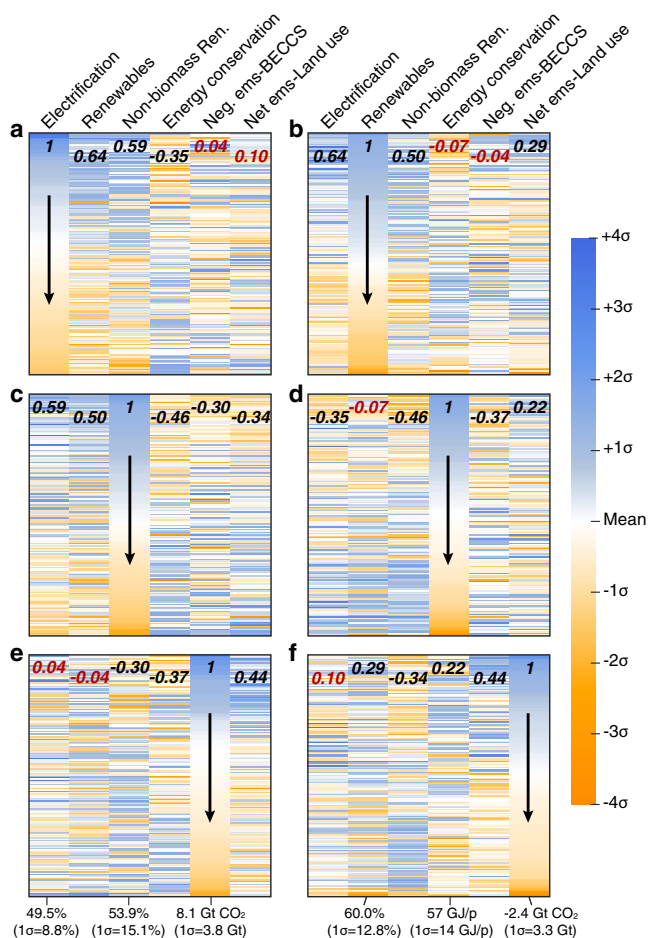 Electrification
Renewables
Non-biomass Ren.
Energy conservation
Neg. ems-BECCS
Net ems-Land use
Electrification
Renewables
Non-biomass Ren.
Energy conservation
Neg. ems-BECCS
Net ems-Land use
a
1 0.64 0.59 -0.35 0.04 0.10
b
0.64 1 0.50 -0.07 -0.04 0.29
c
0.59 0.50 1 -0.46 -0.30 -0.34
d
-0.35 -0.07 -0.46 1 -0.37 0.22
e
0.04 -0.04 -0.30 -0.37 1 0.44
f
0.10 0.29 -0.34 0.22 0.44 1
+4σ
+3σ
+2σ
+1σ
Mean
-1σ
-2σ
-3σ
-4σ
49.5% 53.9% 8.1 Gt CO₂
(1σ=8.8%) (1σ=15.1%) (1σ=3.8 Gt)
60.0% 57 GJ/p -2.4 Gt CO₂
(1σ=12.8%) (1σ=14 GJ/p) (1σ=3.3 Gt)